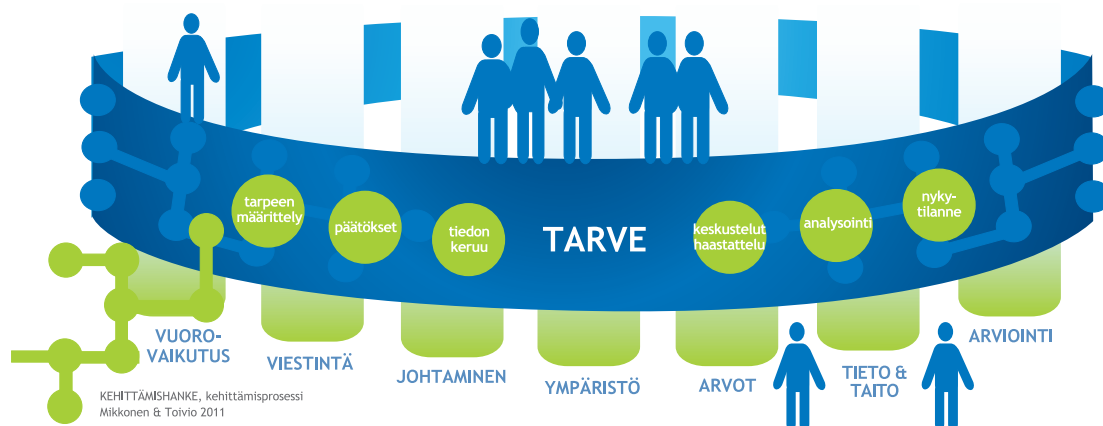 tarpeen
määrittely
päätökset
tiedon
keruu
TARVE
keskustelut
haastattelu
analysointi
nyky-
tilanne
VUORO-
VAIKUTUS
VIESTINTÄ
JOHTAMINEN
YMPÄRISTÖ
ARVOT
TIETO &
TAITO
ARVIOINTI
KEHITTÄMISHANKE, kehittämisprosessi
Mikkonen & Toivio 2011